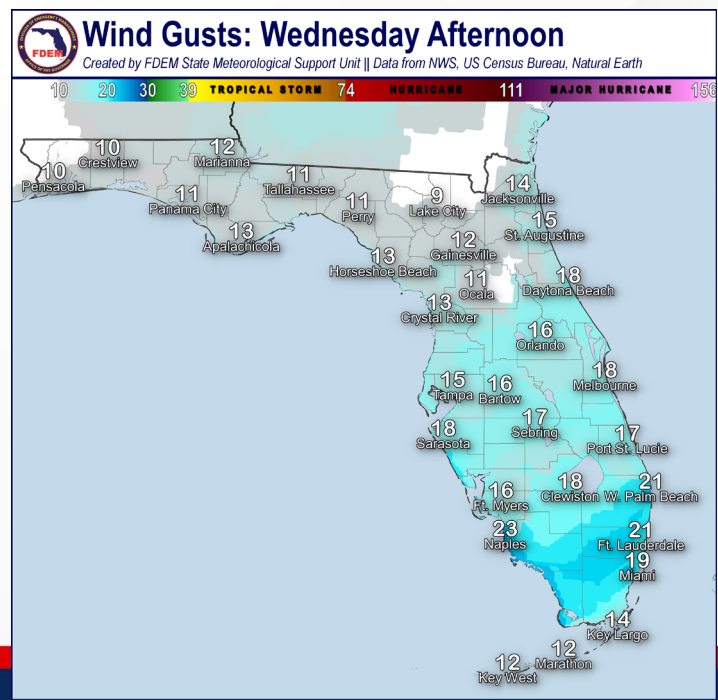 Wind Gusts: Wednesday Afternoon
Created by FDEM State Meteorological Support Unit || Data from NWS, US Census Bureau, Natural Earth
FDEM
10 20 30 39 TROPICAL STORM 74 HURRICANE 111 MAJOR HURRICANE 156
10
Crestview
12
Marianna
10
Pensacola
11
Tallahassee
11
Panama City
11
Perry
9
Lake City
14
Jacksonville
13
Apalachicola
15
St. Augustine
12
Gainesville
13
Horseshoe Beach
11
Ocala
18
Daytona Beach
13
Crystal River
16
Orlando
15
Tampa
16
Bartow
18
Melbourne
17
Sebring
18
Sarasota
17
Port St. Lucie
16
Ft. Myers
18
Clewiston
21
W. Palm Beach
23
Naples
21
Ft. Lauderdale
19
Miami
14
Key Largo
12
Marathon
12
Key West